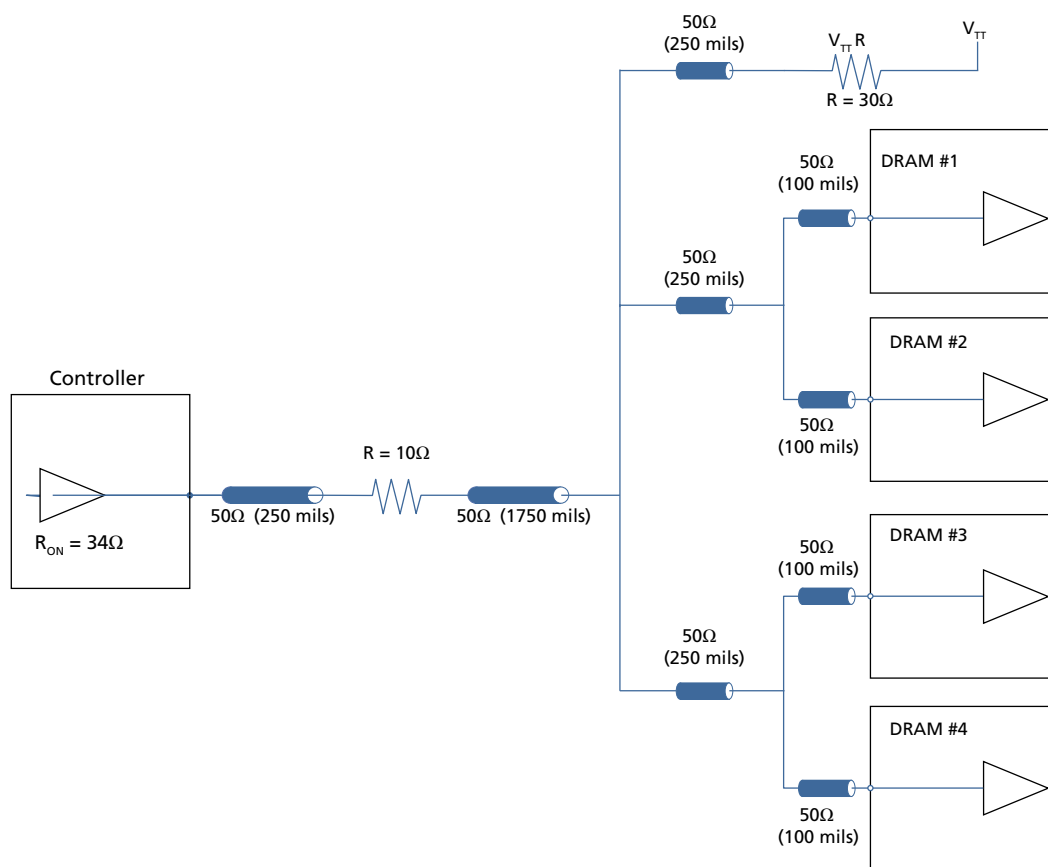 50Ω
(250 mils)
V_TT R
V_TT
R = 30Ω
50Ω
(100 mils)
DRAM #1
50Ω
(250 mils)
DRAM #2
50Ω
(100 mils)
Controller
R_ON = 34Ω
50Ω (250 mils)
R = 10Ω
50Ω (1750 mils)
50Ω
(100 mils)
DRAM #3
50Ω
(250 mils)
DRAM #4
50Ω
(100 mils)